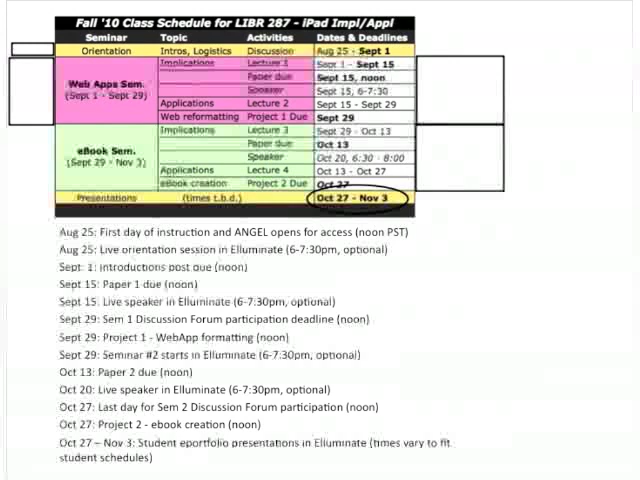 Fall '10 Class Schedule for LIBR 287 - iPad Impl/Appl
Seminar Topic Activities Dates & Deadlines
Orientation Intros, Logistics Discussion Aug 25 - Sept 1
Implications Lecture 1 Sept 1 - Sept 15
Paper due Sept 15, noon
Web Apps Sem. Speaker Sept 15, 6-7:30
(Sept 1 - Sept 29) Applications Lecture 2 Sept 15 - Sept 29
Web reformatting Project 1 Due Sept 29
Implications Lecture 3 Sept 29 - Oct 13
Paper due Oct 13
eBook Sem. Speaker Oct 20, 6:30 - 8:00
(Sept 29 - Nov 3) Applications Lecture 4 Oct 13 - Oct 27
eBook creation Project 2 Due Oct 27
Presentations (times t.b.d.) Oct 27 - Nov 3
Aug 25: First day of instruction and ANGEL opens for access (noon PST)
Aug 25: Live orientation session in Elluminate (6-7:30pm, optional)
Sept. 1: Introductions post due (noon)
Sept 15: Paper 1 due (noon)
Sept 15: Live speaker in Elluminate (6-7:30pm, optional)
Sept 29: Sem 1 Discussion Forum participation deadline (noon)
Sept 29: Project 1 - WebApp formatting (noon)
Sept 29: Seminar #2 starts in Elluminate (6-7:30pm, optional)
Oct 13: Paper 2 due (noon)
Oct 20: Live speaker in Elluminate (6-7:30pm, optional)
Oct 27: Last day for Sem 2 Discussion Forum participation (noon)
Oct 27: Project 2 - ebook creation (noon)
Oct 27 – Nov 3: Student eportfolio presentations in Elluminate (times vary to fit
student schedules)